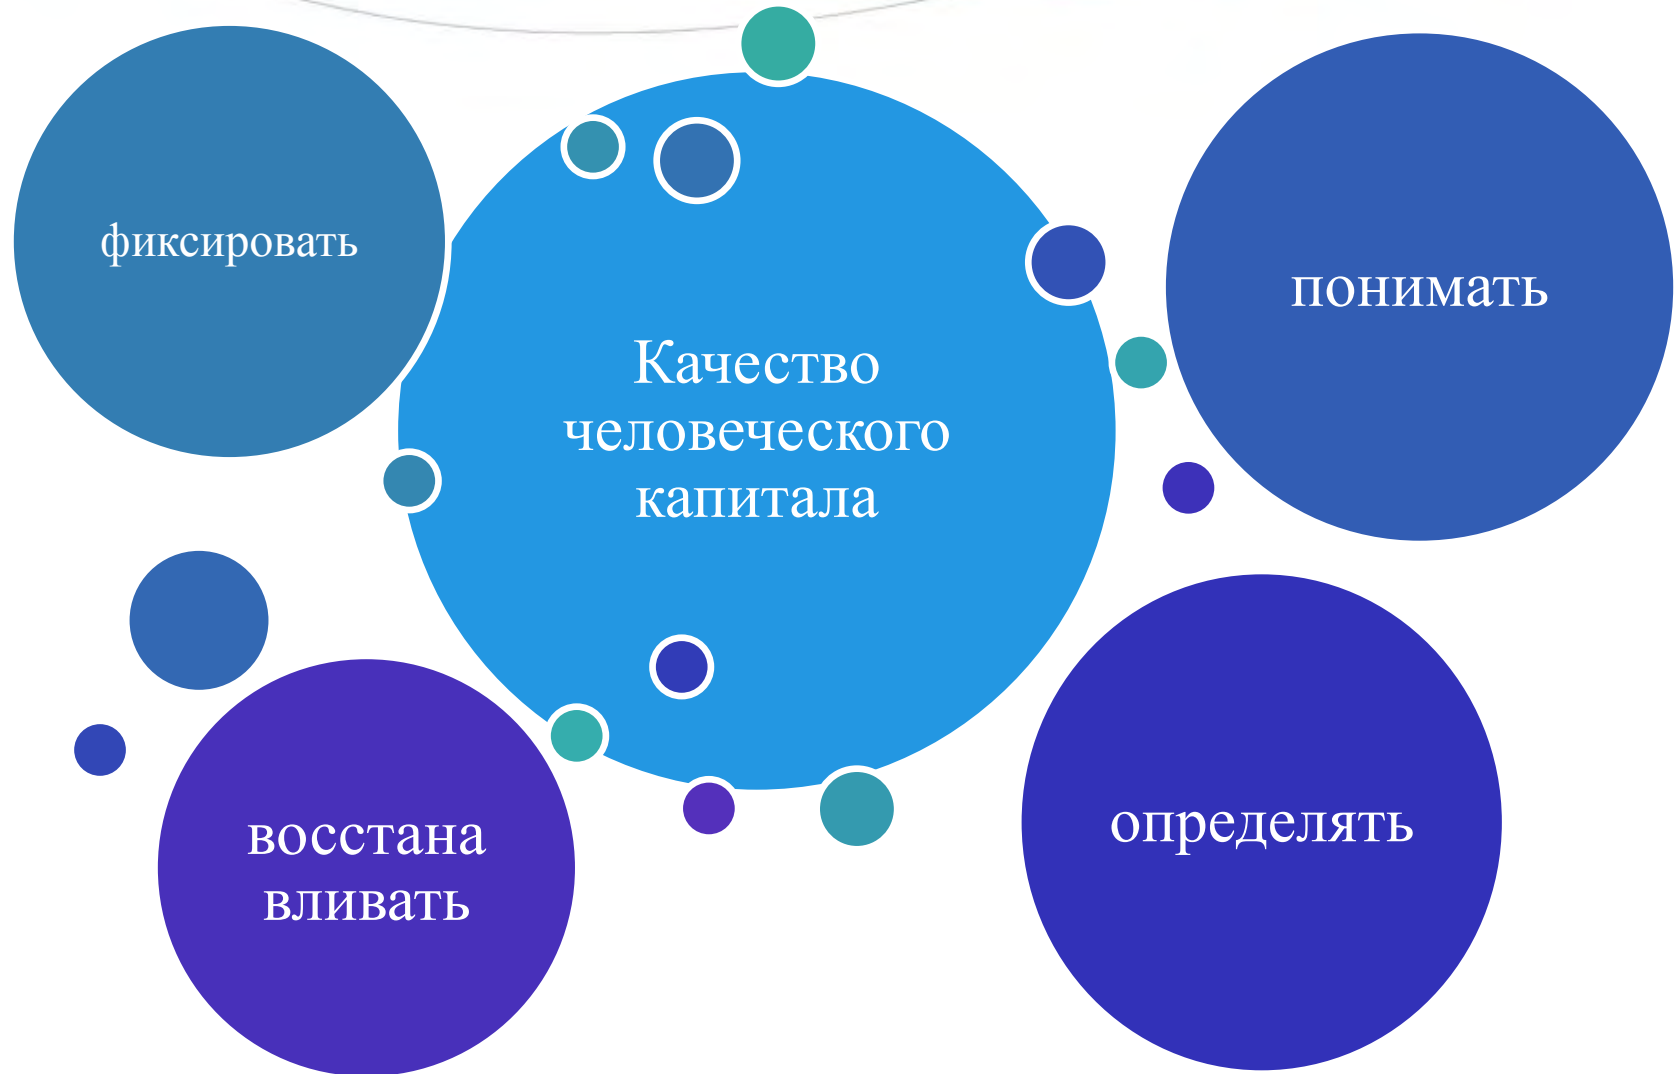 фиксировать
понимать
Качество
человеческого
капитала
восстана
вливать
определять